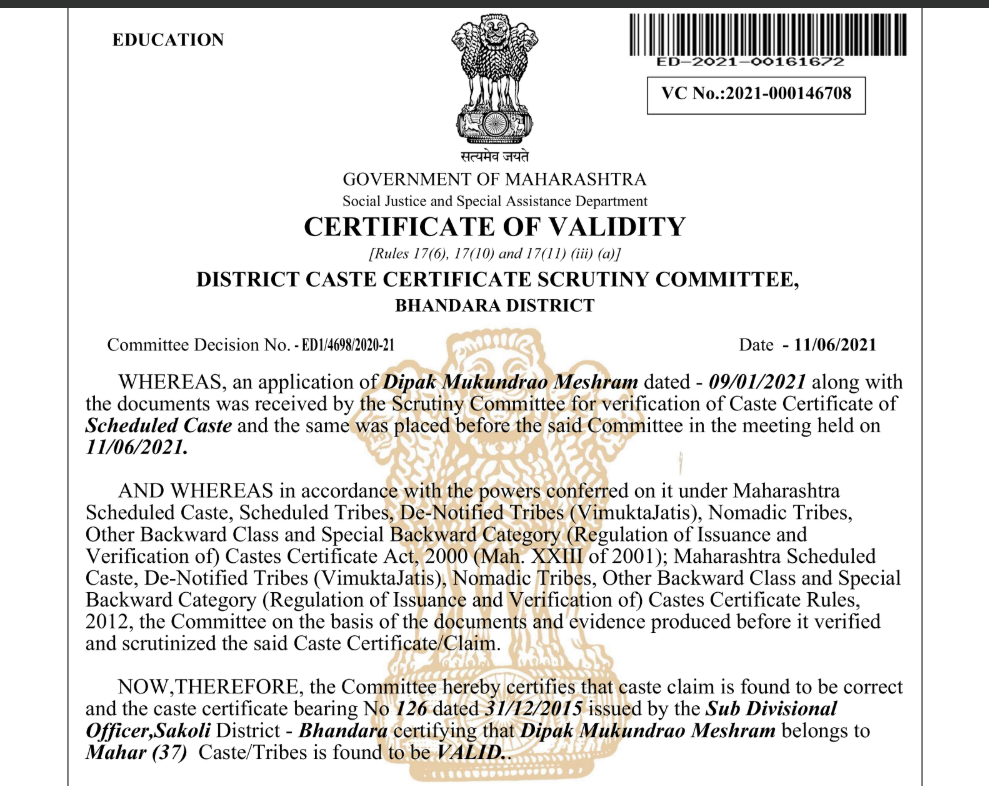 EDUCATION
ED-2021-00161672
VC No.:2021-000146708
सत्यमेव जयते
GOVERNMENT OF MAHARASHTRA
Social Justice and Special Assistance Department
CERTIFICATE OF VALIDITY
[Rules 17(6), 17(10) and 17(11) (iii) (a)]
DISTRICT CASTE CERTIFICATE SCRUTINY COMMITTEE,
BHANDARA DISTRICT
Committee Decision No. - ED1/4698/2020-21 Date - 11/06/2021
WHEREAS, an application of Dipak Mukundrao Meshram dated - 09/01/2021 along with
the documents was received by the Scrutiny Committee for verification of Caste Certificate of
Scheduled Caste and the same was placed before the said Committee in the meeting held on
11/06/2021.
AND WHEREAS in accordance with the powers conferred on it under Maharashtra
Scheduled Caste, Scheduled Tribes, De-Notified Tribes (VimuktaJatis), Nomadic Tribes,
Other Backward Class and Special Backward Category (Regulation of Issuance and
Verification of) Castes Certificate Act, 2000 (Mah. XXIII of 2001); Maharashtra Scheduled
Caste, De-Notified Tribes (VimuktaJatis), Nomadic Tribes, Other Backward Class and Special
Backward Category (Regulation of Issuance and Verification of) Castes Certificate Rules,
2012, the Committee on the basis of the documents and evidence produced before it verified
and scrutinized the said Caste Certificate/Claim.
NOW,THEREFORE, the Committee hereby certifies that caste claim is found to be correct
and the caste certificate bearing No 126 dated 31/12/2015 issued by the Sub Divisional
Officer,Sakoli District - Bhandara certifying that Dipak Mukundrao Meshram belongs to
Mahar (37) Caste/Tribes is found to be VALID..